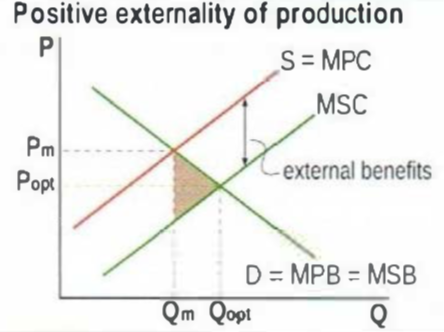 Positive externality of production
P
S = MPC
MSC
Pm
external benefits
Popt
D = MPB = MSB
Qm Qopt Q